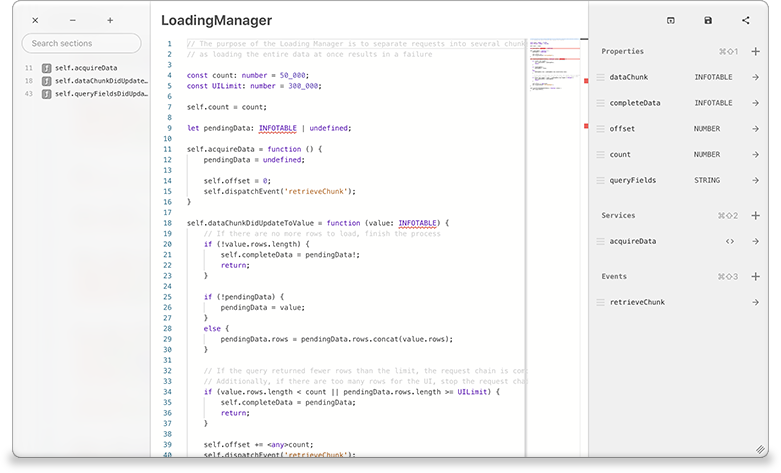 LoadingManager
Search sections
11 self.acquireData
18 self.dataChunkDidUpdate…
43 self.queryFieldsDidUpda…
1 // The purpose of the Loading Manager is to separate requests into several chunk
2 // as loading the entire data at once results in a failure
3
4 const count: number = 50_000;
5 const UILimit: number = 300_000;
6
7 self.count = count;
8
9 let pendingData: INFOTABLE | undefined;
10
11 self.acquireData = function () {
12 pendingData = undefined;
13
14 self.offset = 0;
15 self.dispatchEvent('retrieveChunk');
16 }
17
18 self.dataChunkDidUpdateToValue = function (value: INFOTABLE) {
19 // If there are no more rows to load, finish the process
20 if (!value.rows.length) {
21 self.completeData = pendingData!;
22 return;
23 }
24
25 if (!pendingData) {
26 pendingData = value;
27 }
28 else {
29 pendingData.rows = pendingData.rows.concat(value.rows);
30 }
31
32 // If the query returned fewer rows than the limit, the request chain is com
33 // Additionally, if there are too many rows for the UI, stop the request cha
34 if (value.rows.length < count || pendingData.rows.length >= UILimit) {
35 self.completeData = pendingData;
36 return;
37 }
38
39 self.offset += <any>count;
40 self.dispatchEvent('retrieveChunk');
Properties ⌘⇧1
dataChunk INFOTABLE
completeData INFOTABLE
offset NUMBER
count NUMBER
queryFields STRING
Services ⌘⇧2
acquireData
Events ⌘⇧3
retrieveChunk